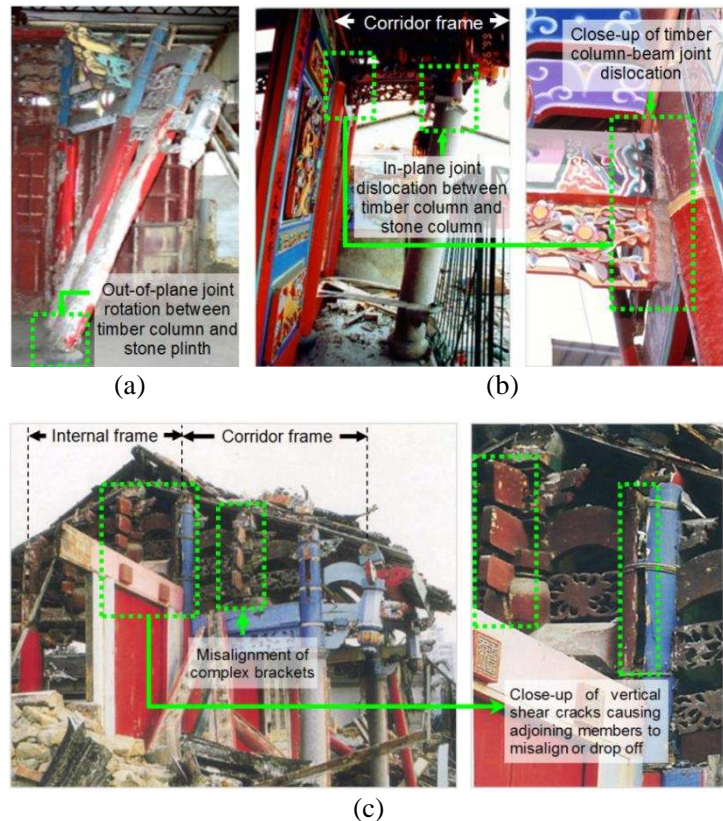 Out-of-plane joint
rotation between
timber column and
stone plinth
(a)
Corridor frame
In-plane joint
dislocation between
timber column and
stone column
Close-up of timber
column-beam joint
dislocation
(b)
Internal frame
Corridor frame
Misalignment of
complex brackets
Close-up of vertical
shear cracks causing
adjoining members to
misalign or drop off
(c)